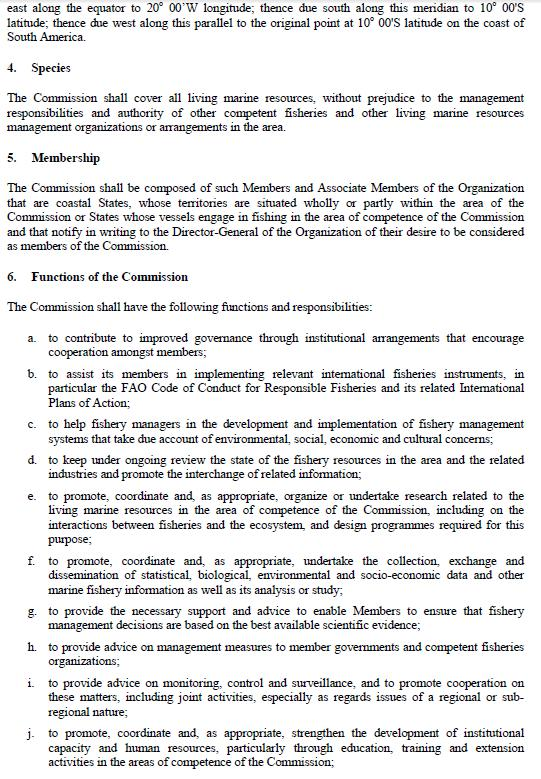 east along the equator to 20° 00'W longitude; thence due south along this meridian to 10° 00'S
latitude; thence due west along this parallel to the original point at 10° 00'S latitude on the coast of
South America.
4. Species
The Commission shall cover all living marine resources, without prejudice to the management
responsibilities and authority of other competent fisheries and other living marine resources
management organizations or arrangements in the area.
5. Membership
The Commission shall be composed of such Members and Associate Members of the Organization
that are coastal States, whose territories are situated wholly or partly within the area of the
Commission or States whose vessels engage in fishing in the area of competence of the Commission
and that notify in writing to the Director-General of the Organization of their desire to be considered
as members of the Commission.
6. Functions of the Commission
The Commission shall have the following functions and responsibilities:
a. to contribute to improved governance through institutional arrangements that encourage
cooperation amongst members;
b. to assist its members in implementing relevant international fisheries instruments, in
particular the FAO Code of Conduct for Responsible Fisheries and its related International
Plans of Action;
c. to help fishery managers in the development and implementation of fishery management
systems that take due account of environmental, social, economic and cultural concerns;
d. to keep under ongoing review the state of the fishery resources in the area and the related
industries and promote the interchange of related information;
e. to promote, coordinate and, as appropriate, organize or undertake research related to the
living marine resources in the area of competence of the Commission, including on the
interactions between fisheries and the ecosystem, and design programmes required for this
purpose;
f. to promote, coordinate and, as appropriate, undertake the collection, exchange and
dissemination of statistical, biological, environmental and socio-economic data and other
marine fishery information as well as its analysis or study;
g. to provide the necessary support and advice to enable Members to ensure that fishery
management decisions are based on the best available scientific evidence;
h. to provide advice on management measures to member governments and competent fisheries
organizations;
i. to provide advice on monitoring, control and surveillance, and to promote cooperation on
these matters, including joint activities, especially as regards issues of a regional or sub-
regional nature;
j. to promote, coordinate and, as appropriate, strengthen the development of institutional
capacity and human resources, particularly through education, training and extension
activities in the areas of competence of the Commission;